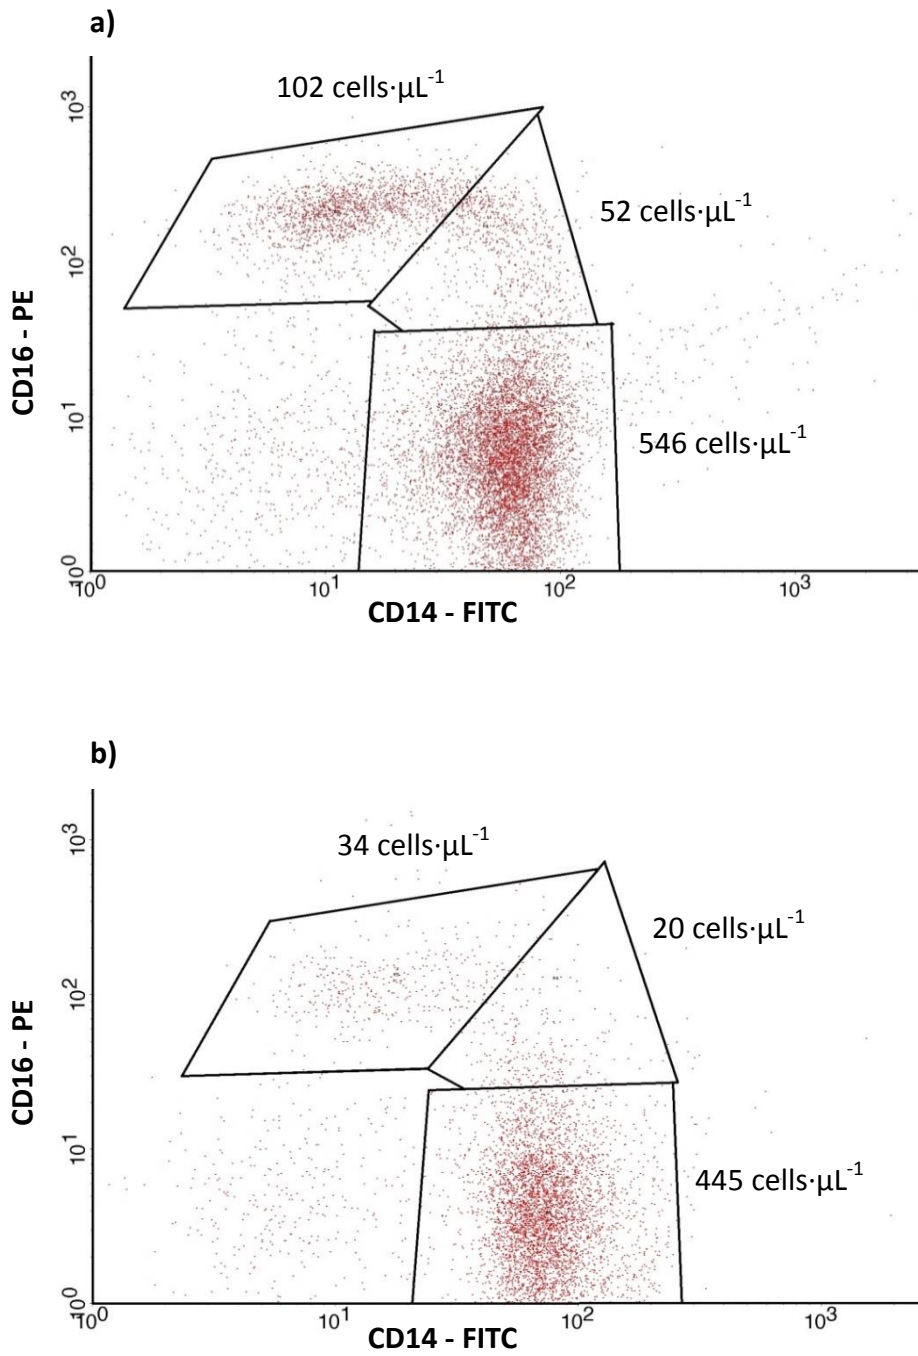 a)
102 cells·µL⁻¹
10³
52 cells·µL⁻¹
10²
CD16 - PE
10¹
546 cells·µL⁻¹
10⁰
10⁰ 10¹ 10² 10³
CD14 - FITC
b)
34 cells·µL⁻¹
10³
20 cells·µL⁻¹
10²
CD16 - PE
10¹
445 cells·µL⁻¹
10⁰
10⁰ 10¹ 10² 10³
CD14 - FITC